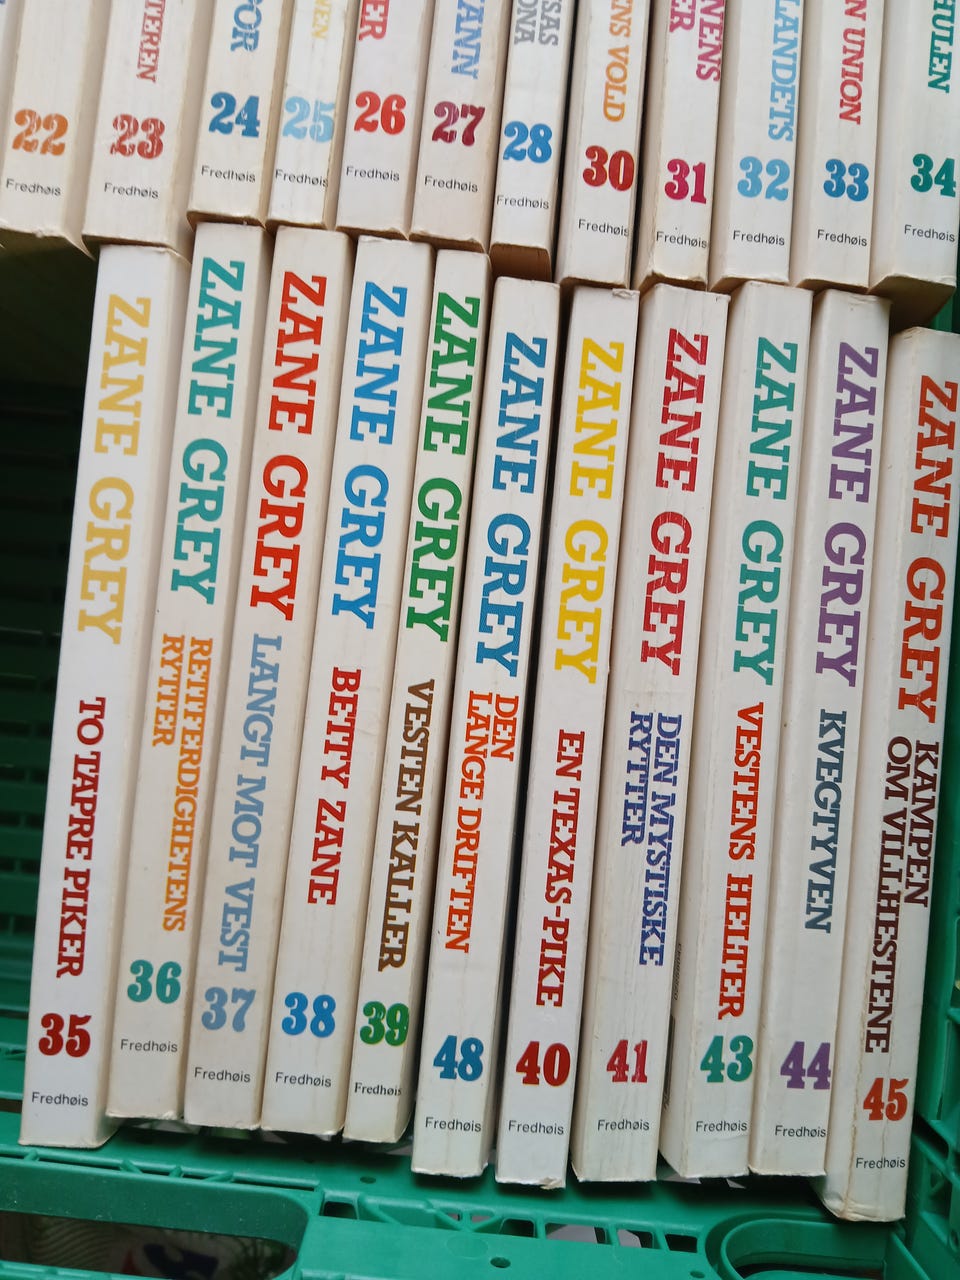 22
Fredhøis
23
Fredhøis
24
Fredhøis
25
Fredhøis
26
Fredhøis
27
Fredhøis
28
Fredhøis
VOLD
30
Fredhøis
31
Fredhøis
32
Fredhøis
UNION
33
Fredhøis
34
Fredhøis
ZANE GREY
TO TAPRE PIKER
35
Fredhøis
ZANE GREY
RETTFERDIGHETENS
RYTTER
36
Fredhøis
ZANE GREY
LANGT MOT VEST
37
Fredhøis
ZANE GREY
BETTY ZANE
38
Fredhøis
ZANE GREY
VESTEN KALLER
39
Fredhøis
ZANE GREY
DEN
LANGE DRIFTEN
48
Fredhøis
ZANE GREY
EN TEXAS-PIKE
40
Fredhøis
ZANE GREY
DEN MYSTISKE
RYTTER
41
Fredhøis
ZANE GREY
VESTENS HELTER
43
Fredhøis
ZANE GREY
KVEGTYVEN
44
Fredhøis
ZANE GREY
KAMPEN
OM VILLHESTENE
45
Fredhøis